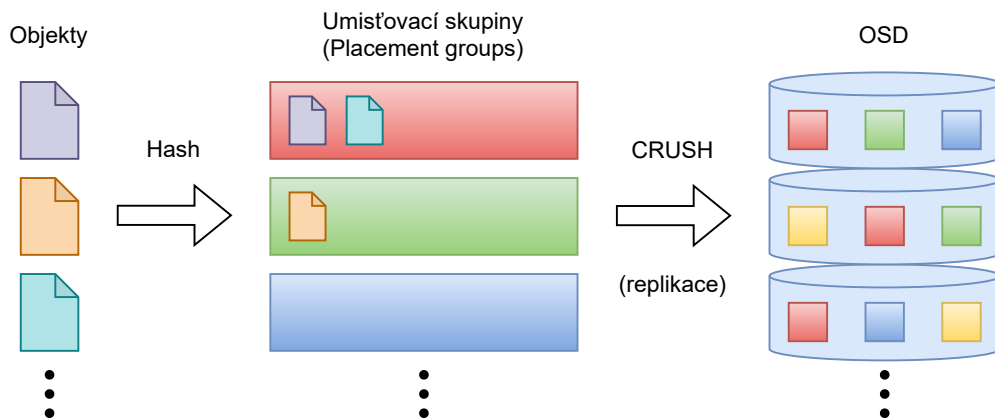 Objekty
Umisťovací skupiny
(Placement groups)
OSD
Hash
CRUSH
(replikace)